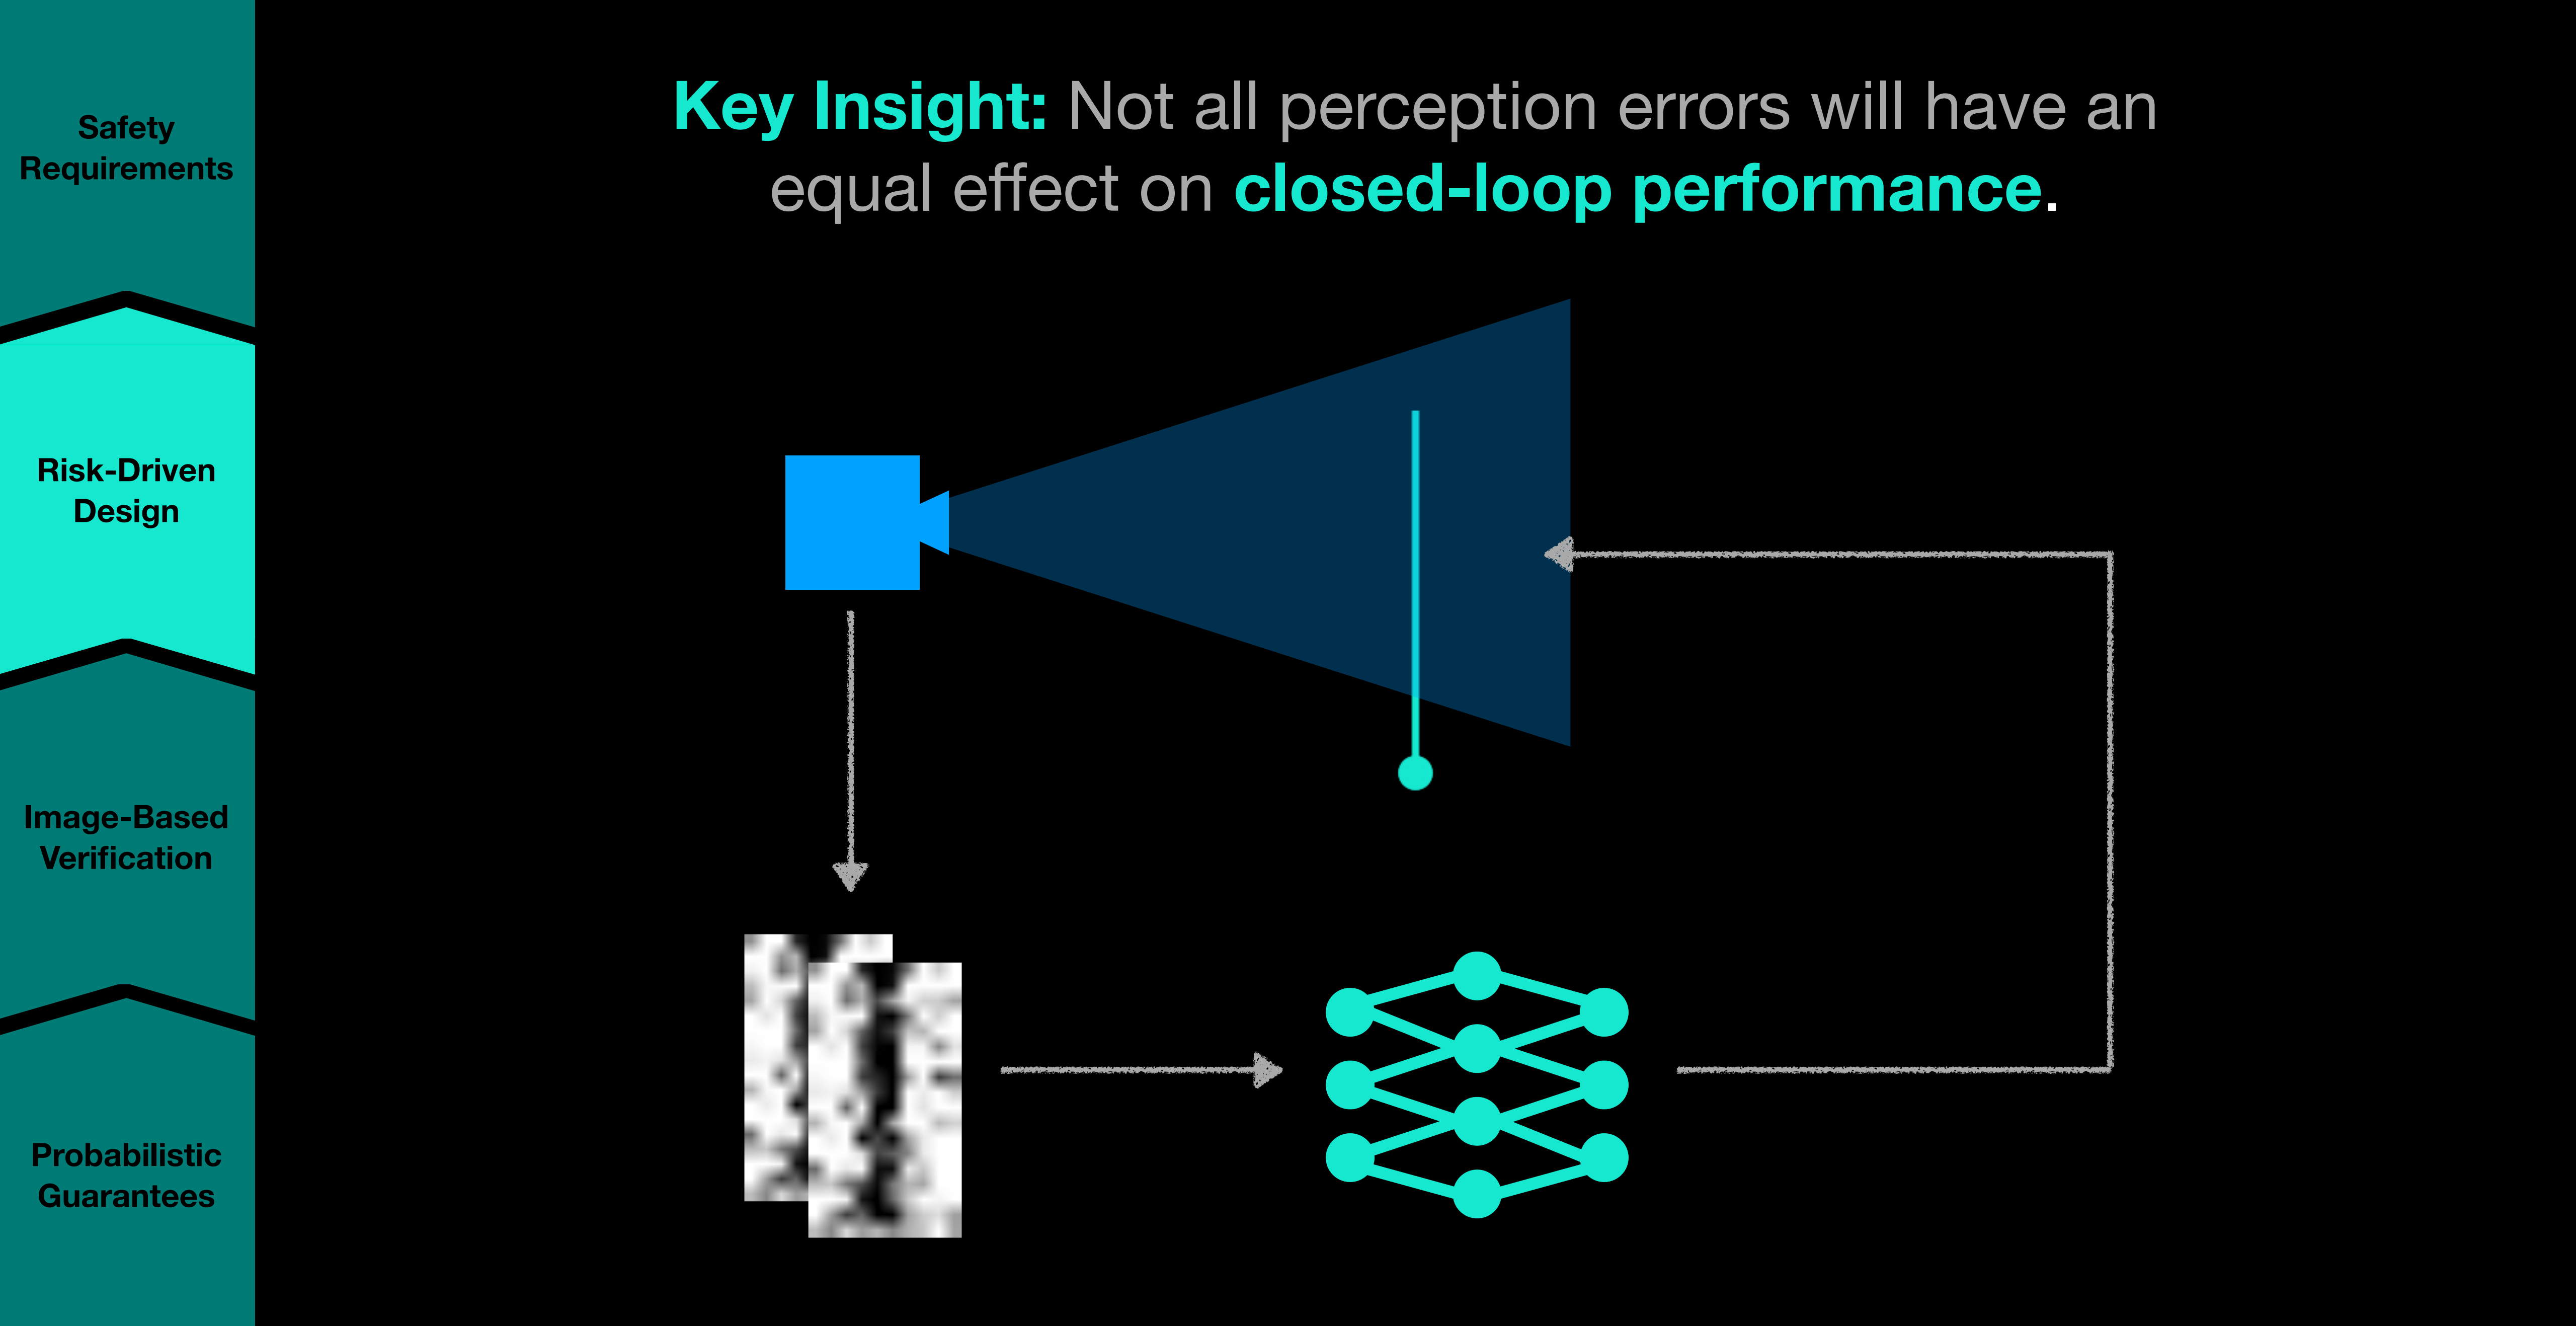 Safety
Requirements
Risk-Driven
Design
Image-Based
Verification
Probabilistic
Guarantees
Key Insight: Not all perception errors will have an
equal effect on closed-loop performance.